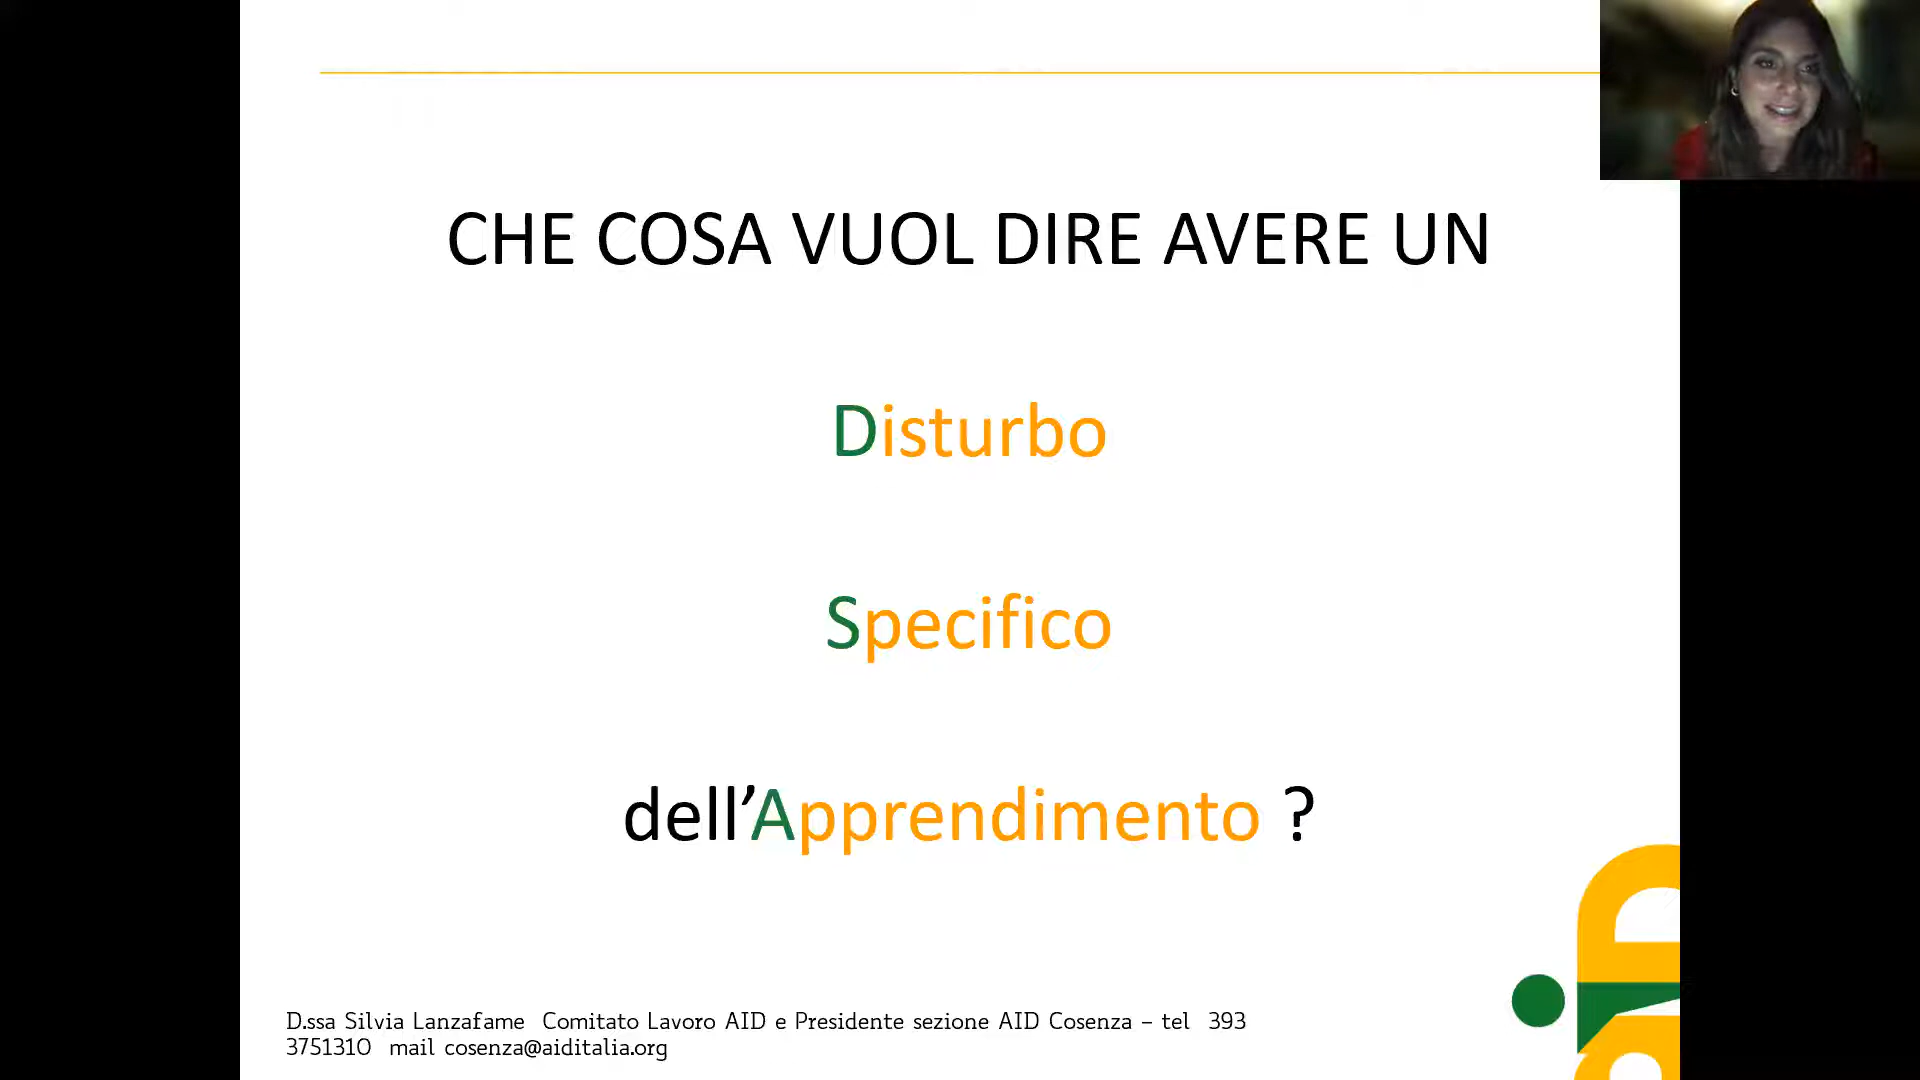 CHE COSA VUOL DIRE AVERE UN
Disturbo
Specifico
dell’Apprendimento ?
D.ssa Silvia Lanzafame Comitato Lavoro AID e Presidente sezione AID Cosenza – tel 393
3751310 mail cosenza@aiditalia.org